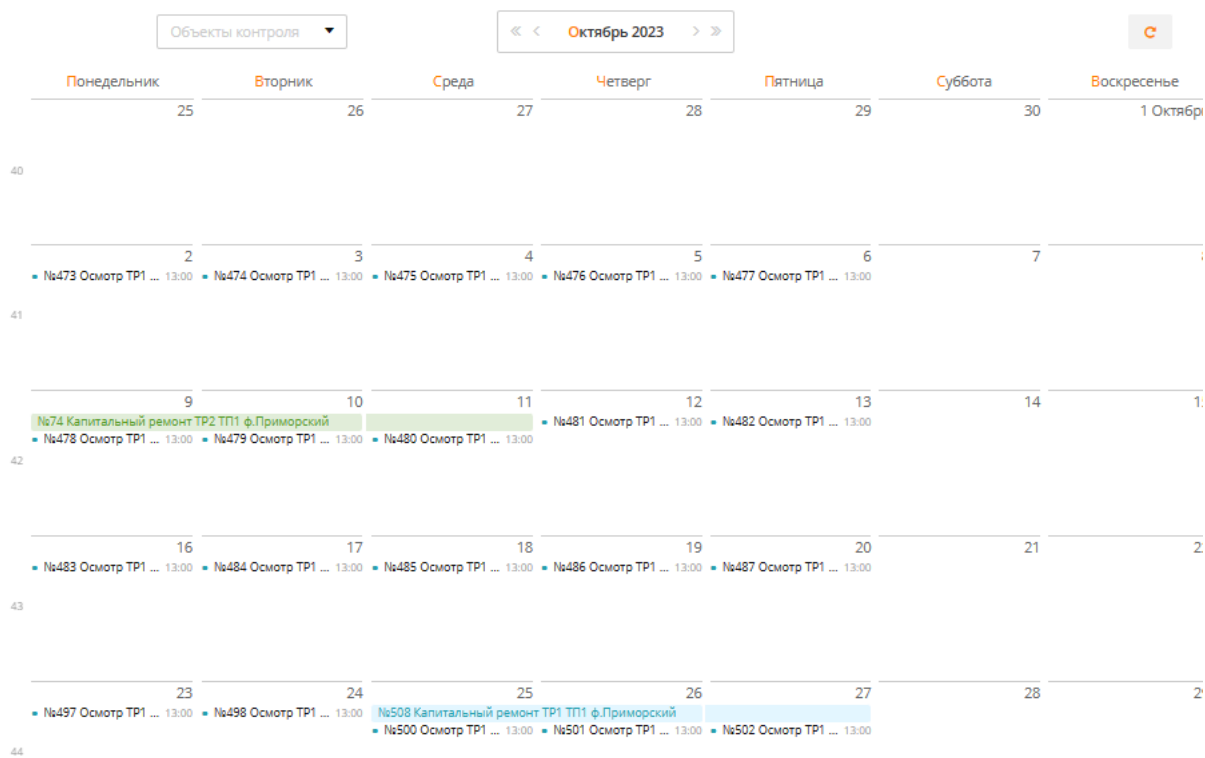 Объекты контроля
Октябрь 2023
Понедельник Вторник Среда Четверг Пятница Суббота Воскресенье
25 26 27 28 29 30 1 Октябр
40
2 3 4 5 6 7
№473 Осмотр ТР1 ... 13:00 №474 Осмотр ТР1 ... 13:00 №475 Осмотр ТР1 ... 13:00 №476 Осмотр ТР1 ... 13:00 №477 Осмотр ТР1 ... 13:00
41
9 10 11 12 13 14
№74 Капитальный ремонт ТР2 ТП1 ф.Приморский №481 Осмотр ТР1 ... 13:00 №482 Осмотр ТР1 ... 13:00
№478 Осмотр ТР1 ... 13:00 №479 Осмотр ТР1 ... 13:00 №480 Осмотр ТР1 ... 13:00
42
16 17 18 19 20 21
№483 Осмотр ТР1 ... 13:00 №484 Осмотр ТР1 ... 13:00 №485 Осмотр ТР1 ... 13:00 №486 Осмотр ТР1 ... 13:00 №487 Осмотр ТР1 ... 13:00
43
23 24 25 26 27 28
№497 Осмотр ТР1 ... 13:00 №498 Осмотр ТР1 ... 13:00 №508 Капитальный ремонт ТР1 ТП1 ф.Приморский
№500 Осмотр ТР1 ... 13:00 №501 Осмотр ТР1 ... 13:00 №502 Осмотр ТР1 ... 13:00
44